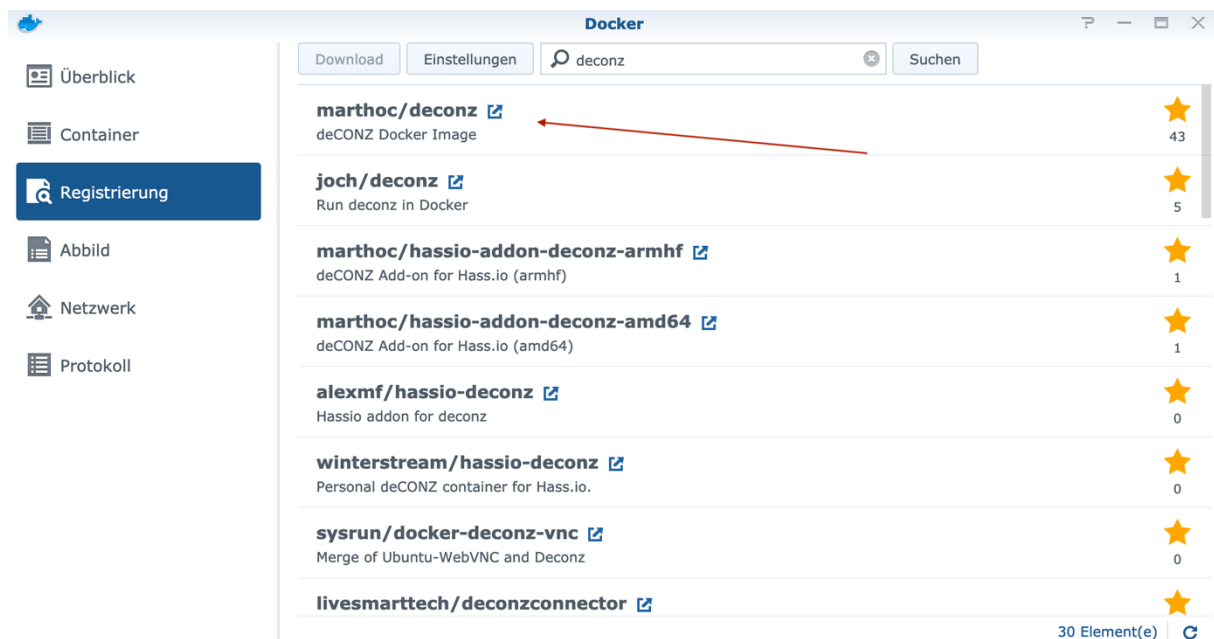 Docker
Überblick
Container
Registrierung
Abbild
Netzwerk
Protokoll
Download
Einstellungen
deconz
Suchen
marthoc/deconz
deCONZ Docker Image
43
joch/deconz
Run deconz in Docker
5
marthoc/hassio-addon-deconz-armhf
deCONZ Add-on for Hass.io (armhf)
1
marthoc/hassio-addon-deconz-amd64
deCONZ Add-on for Hass.io (amd64)
1
alexmf/hassio-deconz
Hassio addon for deconz
0
winterstream/hassio-deconz
Personal deCONZ container for Hass.io.
0
sysrun/docker-deconz-vnc
Merge of Ubuntu-WebVNC and Deconz
0
livesmarttech/deconzconnector
30 Element(e)